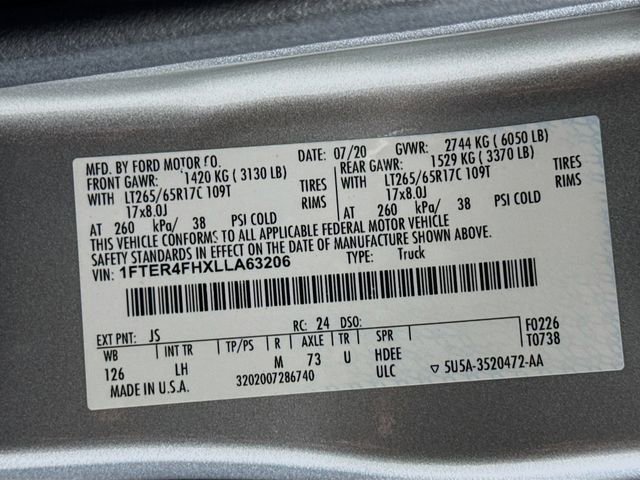 MFD. BY FORD MOTOR CO. DATE: 07/20 GVWR: 2744 KG ( 6050 LB)
FRONT GAWR: 1420 KG ( 3130 LB) REAR GAWR: 1529 KG ( 3370 LB)
WITH LT265/65R17C 109T TIRES WITH LT265/65R17C 109T TIRES
17x8.0J RIMS 17x8.0J RIMS
AT 260 kPa/ 38 PSI COLD AT 260 kPa/ 38 PSI COLD
THIS VEHICLE CONFORMS TO ALL APPLICABLE FEDERAL MOTOR VEHICLE
SAFETY STANDARDS IN EFFECT ON THE DATE OF MANUFACTURE SHOWN ABOVE.
VIN: 1FTER4FHXLLA63206 TYPE: Truck
EXT PNT: JS RC: 24 DSO: F0226
WB INT TR TP/PS R AXLE TR SPR T0738
126 LH M 73 U HDEE
ULC
MADE IN U.S.A. 3202007286740 ▽ 5U5A-3520472-AA